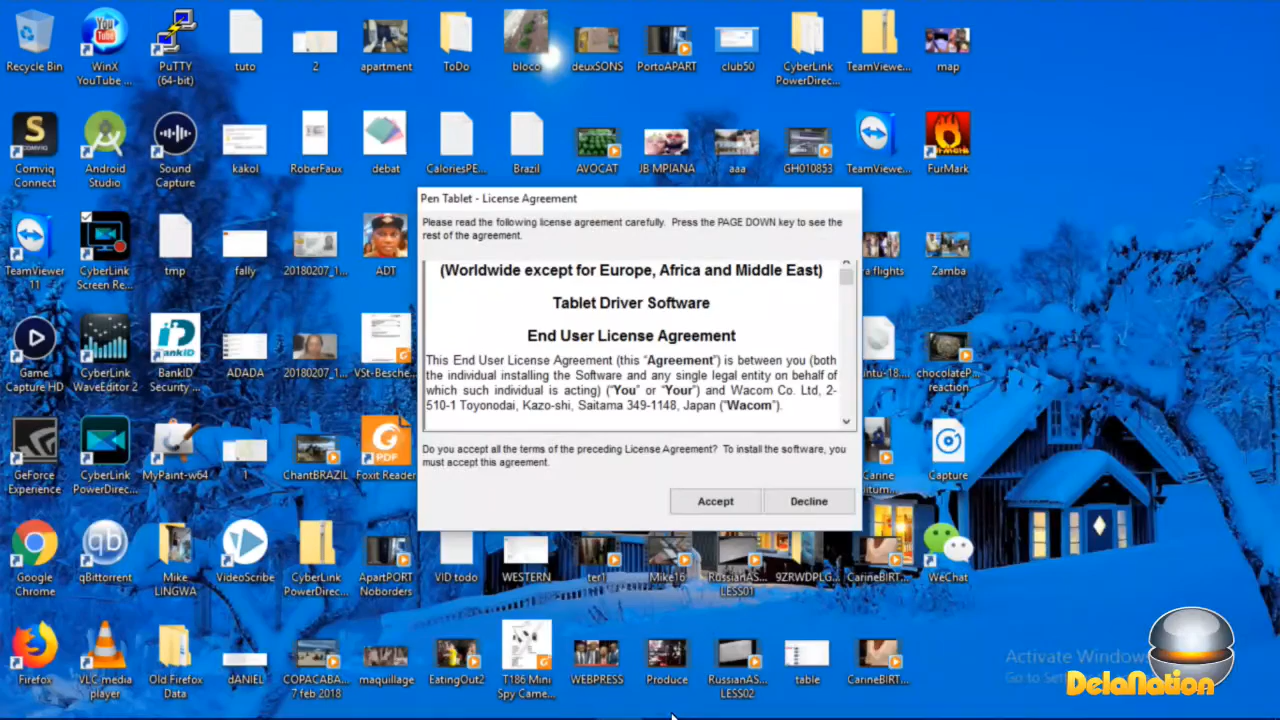 Recycle Bin
WinX
YouTube ...
PuTTY
(64-bit)
tuto
2
apartment
ToDo
bloco
deuxSONS
PortoAPART
club50
CyberLink
PowerDirec...
TeamViewe...
map
Comviq
Connect
Android
Studio
Sound
Capture
kakol
RoberFaux
debat
CaloriesPE...
Brazil
AVOCAT
JB MPIANA
aaa
GH010853
TeamViewe...
FurMark
TeamViewer
11
CyberLink
Screen Re...
tmp
fally
20180207_1...
ADT
ra flights
Zamba
Game
Capture HD
CyberLink
WaveEditor 2
BankID
Security ...
ADADA
20180207_1...
VSt-Besche...
intu-18....
chocolateP...
reaction
GeForce
Experience
CyberLink
PowerDirec...
MyPaint-w64
1
ChantBRAZIL
Foxit Reader
Carine
Capture
Pen Tablet - License Agreement
Please read the following license agreement carefully. Press the PAGE DOWN key to see the
rest of the agreement.
(Worldwide except for Europe, Africa and Middle East)
Tablet Driver Software
End User License Agreement
This End User License Agreement (this “Agreement”) is between you (both
the individual installing the Software and any single legal entity on behalf of
which such individual is acting) (“You” or “Your”) and Wacom Co. Ltd, 2-
510-1 Toyonodai, Kazo-shi, Saitama 349-1148, Japan (“Wacom”).
Do you accept all the terms of the preceding License Agreement? To install the software, you
must accept this agreement.
Accept
Decline
Google
Chrome
qBittorrent
Mike
LINGWA
VideoScribe
CyberLink
PowerDirec...
ApartPORT
Noborders
VID todo
WESTERN
ter1
Mike16
RussianAS...
LESS01
9ZRWDPLG...
CarineBIRT...
WeChat
Firefox
VLC media
player
Old Firefox
Data
dANIEL
COPACABA...
7 feb 2018
maquillage
EatingOut2
T186 Mini
Spy Came...
WEBPRESS
Produce
RussianAS...
LESS02
table
CarineBIRT...
Activate Windows
Go to
DelaNation